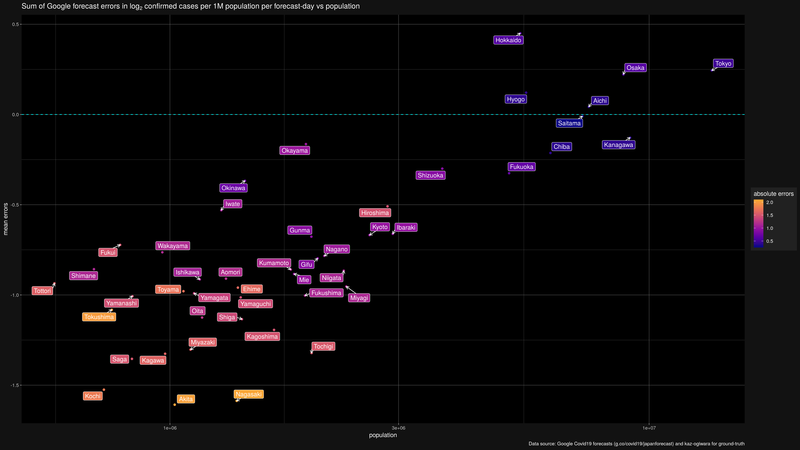 Sum of Google forecast errors in log2 confirmed cases per 1M population per forecast-day vs population
0.5
Hokkaido
Tokyo
Osaka
Hyogo
Aichi
0.0
Saitama
Chiba
Kanagawa
Okayama
Fukuoka
Shizuoka
Okinawa
absolute errors
mean errors
-0.5
Iwate
Hiroshima
2.0
1.5
1.0
0.5
Gunma
Kyoto
Ibaraki
Fukui
Wakayama
Nagano
Shimane
Ishikawa
Aomori
Kumamoto
Gifu
Mie
Niigata
-1.0
Tottori
Toyama
Ehime
Fukushima
Miyagi
Yamanashi
Yamagata
Yamaguchi
Tokushima
Oita
Shiga
Kagoshima
Miyazaki
Tochigi
Saga
Kagawa
-1.5
Kochi
Akita
Nagasaki
1e+06
3e+06
1e+07
population
Data source: Google Covid19 forecasts (g.co/covid19/japanforecast) and kaz-ogiwara for ground-truth